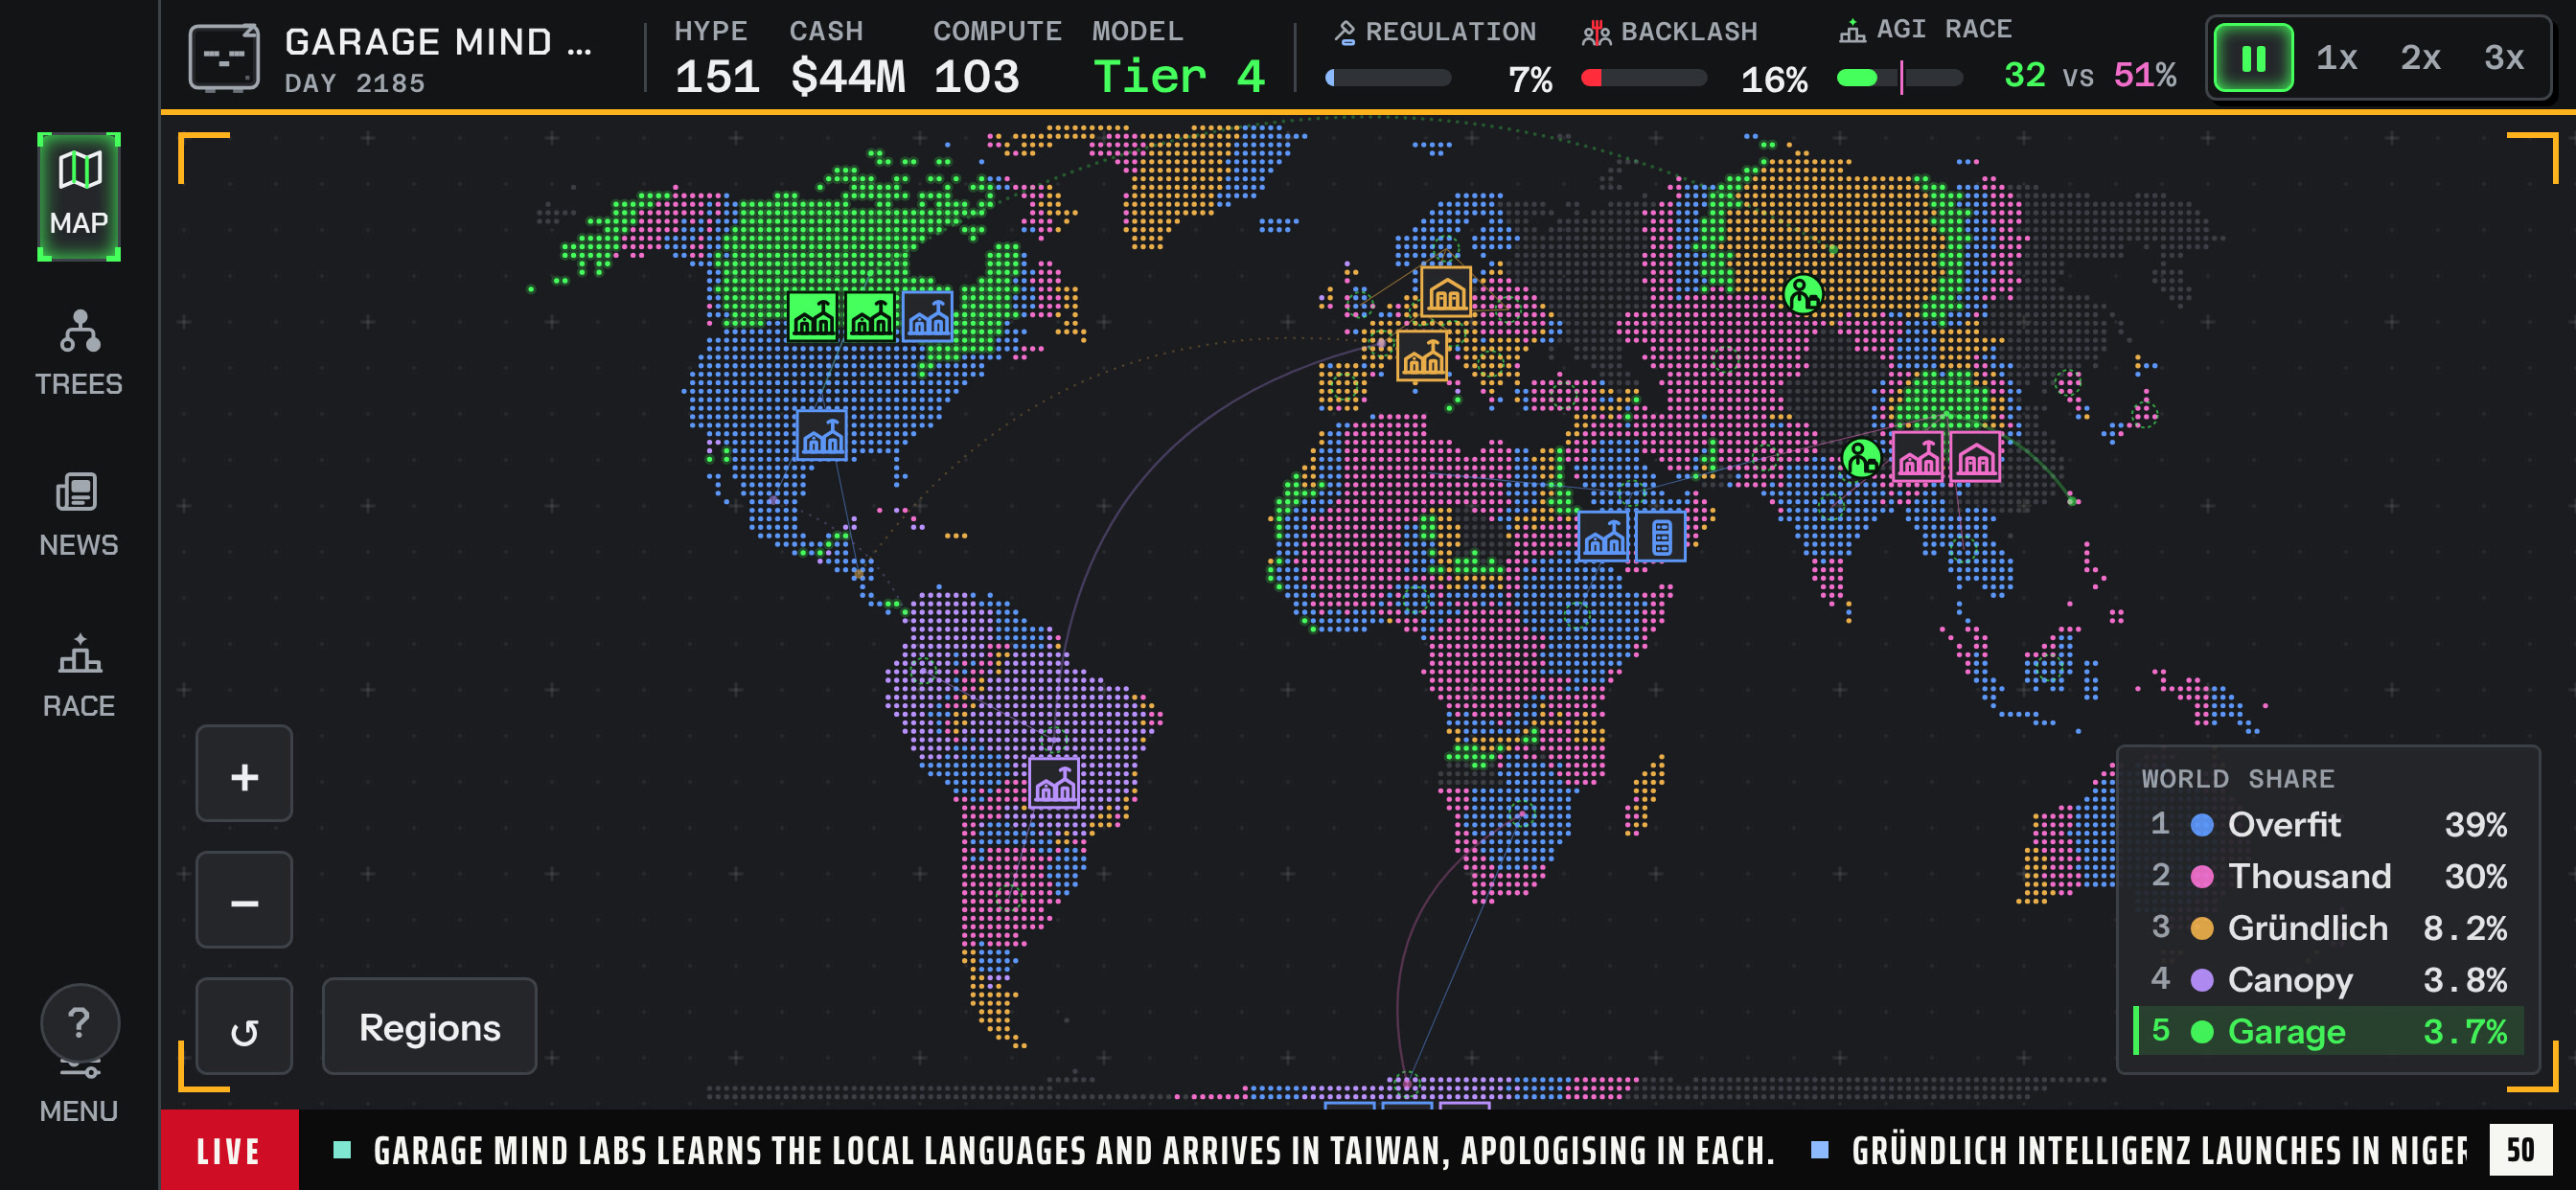 GARAGE MIND ...
DAY 2185
HYPE
151
CASH
$44M
COMPUTE
103
MODEL
Tier 4
REGULATION
7%
BACKLASH
16%
AGI RACE
32 VS 51%
1x
2x
3x
MAP
TREES
NEWS
RACE
?
MENU
+
−
↺
Regions
WORLD SHARE
1 Overfit 39%
2 Thousand 30%
3 Gründlich 8.2%
4 Canopy 3.8%
5 Garage 3.7%
LIVE
GARAGE MIND LABS LEARNS THE LOCAL LANGUAGES AND ARRIVES IN TAIWAN, APOLOGISING IN EACH.
GRÜNDLICH INTELLIGENZ LAUNCHES IN NIGER
50